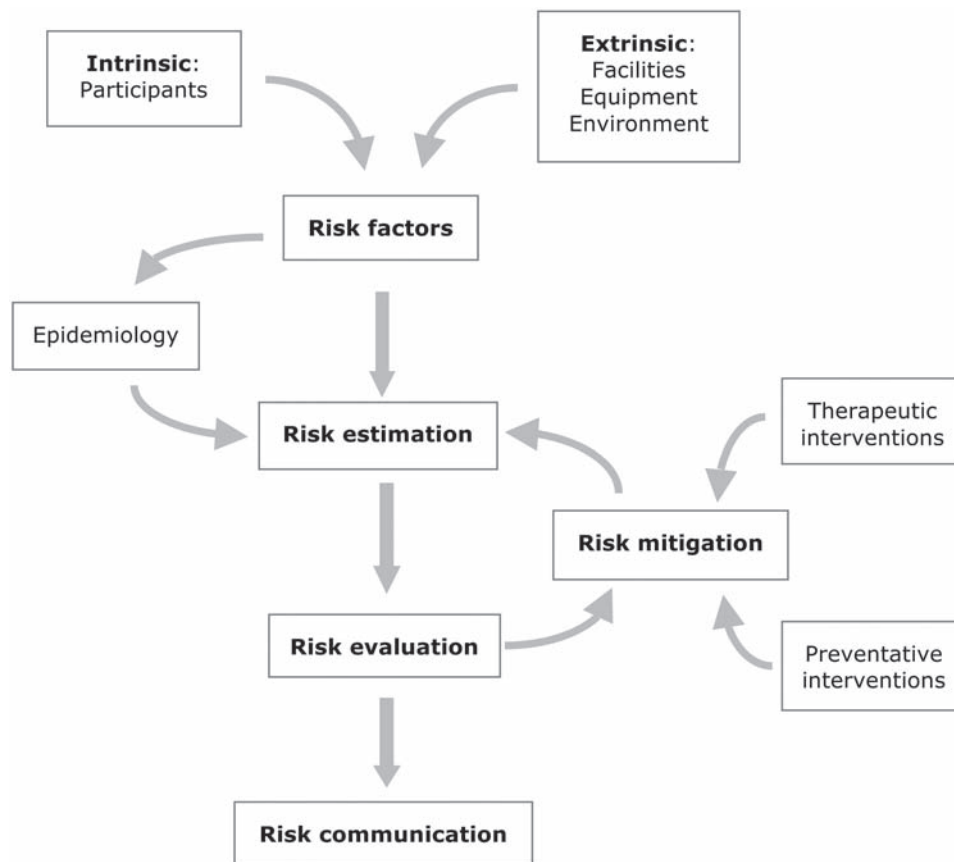 Intrinsic:
Participants
Extrinsic:
Facilities
Equipment
Environment
Risk factors
Epidemiology
Risk estimation
Therapeutic
interventions
Risk mitigation
Risk evaluation
Preventative
interventions
Risk communication